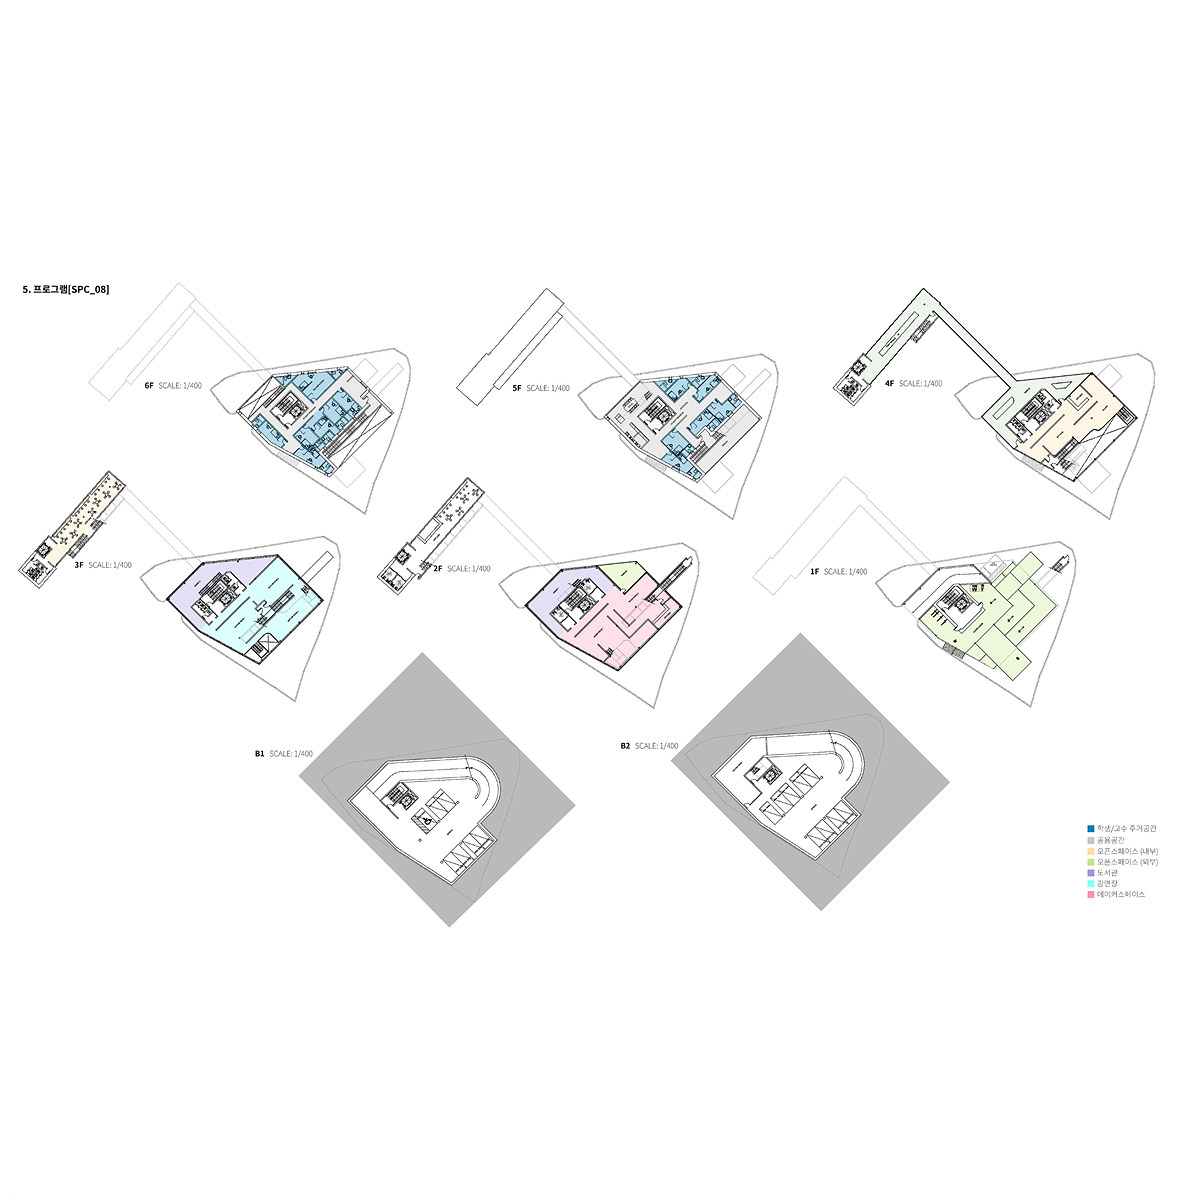 5. 프로그램[SPC_08]
6F SCALE: 1/400
5F SCALE: 1/400
4F SCALE: 1/400
3F SCALE: 1/400
2F SCALE: 1/400
1F SCALE: 1/400
B1 SCALE: 1/400
B2 SCALE: 1/400
학생/교수 주거공간
공용공간
오픈스페이스 (내부)
오픈스페이스 (외부)
도서관
강연장
메이커스페이스